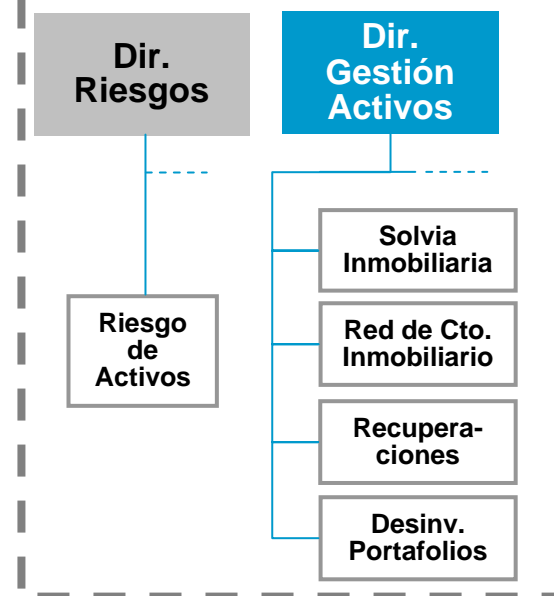 Dir.
Riesgos
Dir.
Gestión
Activos
Solvia
Inmobiliaria
Riesgo
de
Activos
Red de Cto.
Inmobiliario
Recupera-
ciones
Desinv.
Portafolios